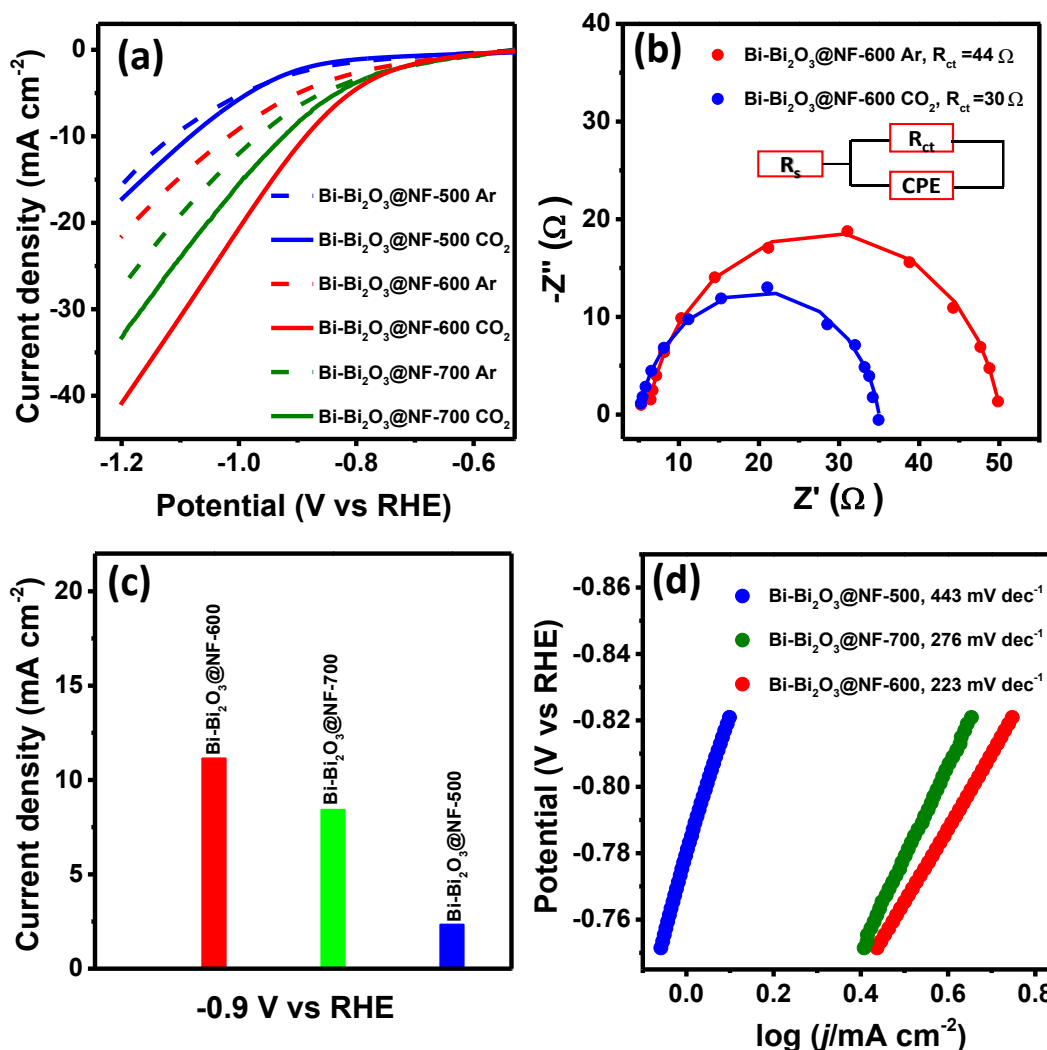 (a)
Current density (mA cm⁻²)
0
-10
-20
-30
-40
Bi-Bi₂O₃@NF-500 Ar
Bi-Bi₂O₃@NF-500 CO₂
Bi-Bi₂O₃@NF-600 Ar
Bi-Bi₂O₃@NF-600 CO₂
Bi-Bi₂O₃@NF-700 Ar
Bi-Bi₂O₃@NF-700 CO₂
-1.2 -1.0 -0.8 -0.6
Potential (V vs RHE)
(b)
-Z'' (Ω)
40
30
20
10
0
Bi-Bi₂O₃@NF-600 Ar, R_ct =44 Ω
Bi-Bi₂O₃@NF-600 CO₂, R_ct=30 Ω
R_s
R_ct
CPE
10 20 30 40 50
Z' (Ω)
(c)
Current density (mA cm⁻²)
20
15
10
5
0
Bi-Bi₂O₃@NF-600
Bi-Bi₂O₃@NF-700
Bi-Bi₂O₃@NF-500
-0.9 V vs RHE
(d)
Potential (V vs RHE)
-0.86
-0.84
-0.82
-0.80
-0.78
-0.76
Bi-Bi₂O₃@NF-500, 443 mV dec⁻¹
Bi-Bi₂O₃@NF-700, 276 mV dec⁻¹
Bi-Bi₂O₃@NF-600, 223 mV dec⁻¹
0.0 0.2 0.4 0.6 0.8
log (j/mA cm⁻²)